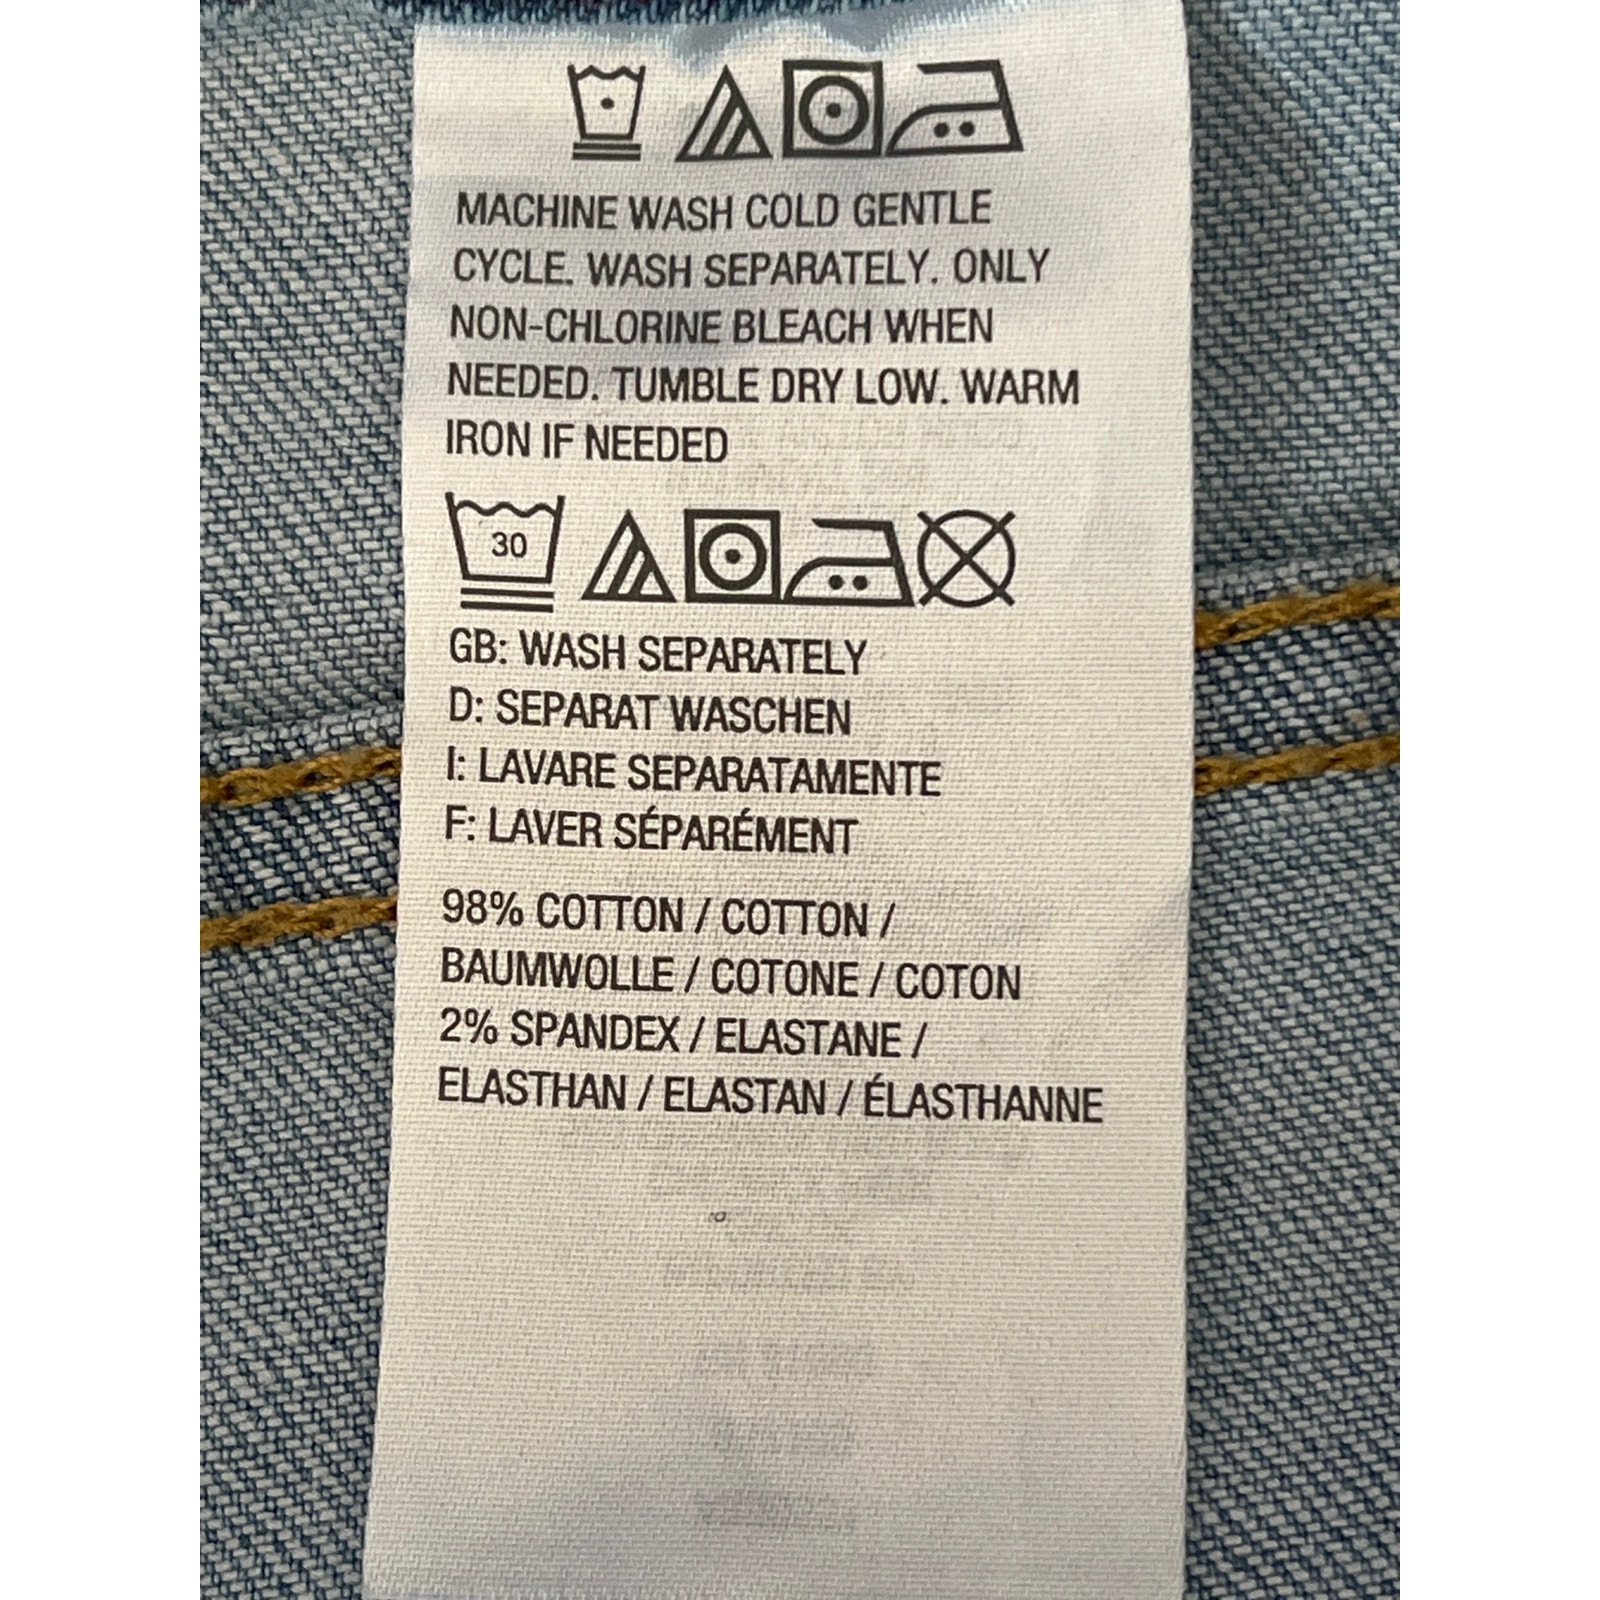 MACHINE WASH COLD GENTLE
CYCLE. WASH SEPARATELY. ONLY
NON-CHLORINE BLEACH WHEN
NEEDED. TUMBLE DRY LOW. WARM
IRON IF NEEDED
30
GB: WASH SEPARATELY
D: SEPARAT WASCHEN
I: LAVARE SEPARATAMENTE
F: LAVER SÉPARÉMENT
98% COTTON / COTTON /
BAUMWOLLE / COTONE / COTON
2% SPANDEX / ELASTANE /
ELASTHAN / ELASTAN / ÉLASTHANNE